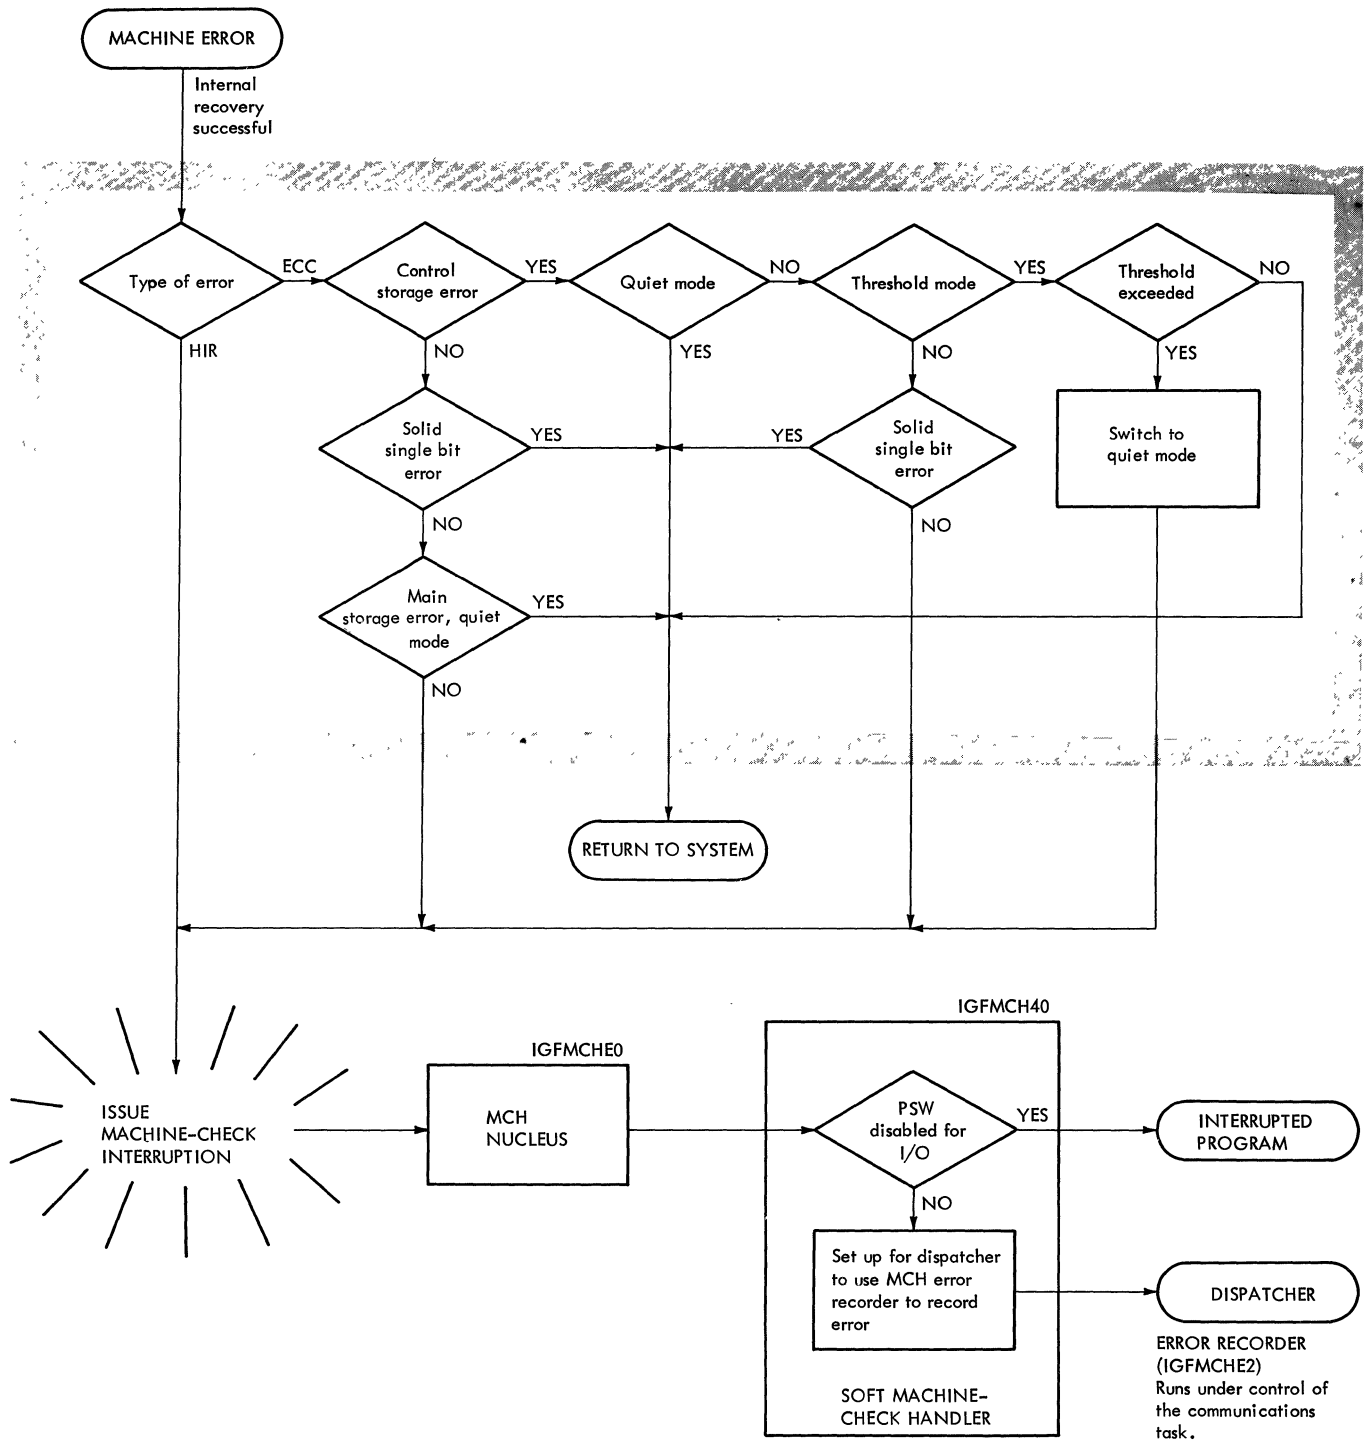 MACHINE ERROR
Internal
recovery
successful
Type of error
ECC
Control
storage error
YES
Quiet mode
NO
Threshold mode
YES
Threshold
exceeded
NO
HIR
NO
YES
NO
YES
Solid
single bit
error
YES
YES
Solid
single bit
error
Switch to
quiet mode
NO
NO
Main
storage error, quiet
mode
YES
NO
RETURN TO SYSTEM
ISSUE
MACHINE-CHECK
INTERRUPTION
IGFMCHE0
MCH
NUCLEUS
IGFMCH40
PSW
disabled for
I/O
YES
INTERRUPTED
PROGRAM
NO
Set up for dispatcher
to use MCH error
recorder to record
error
DISPATCHER
SOFT MACHINE-
CHECK HANDLER
ERROR RECORDER
(IGFMCHE2)
Runs under control of
the communications
task.